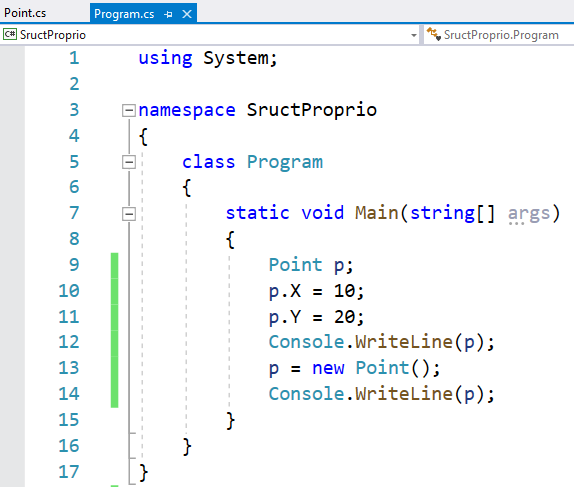 Point.cs Program.cs
C# SructProprio SructProprio.Program
1 using System;
2
3 namespace SructProprio
4 {
5 class Program
6 {
7 static void Main(string[] args)
8 {
9 Point p;
10 p.X = 10;
11 p.Y = 20;
12 Console.WriteLine(p);
13 p = new Point();
14 Console.WriteLine(p);
15 }
16 }
17 }